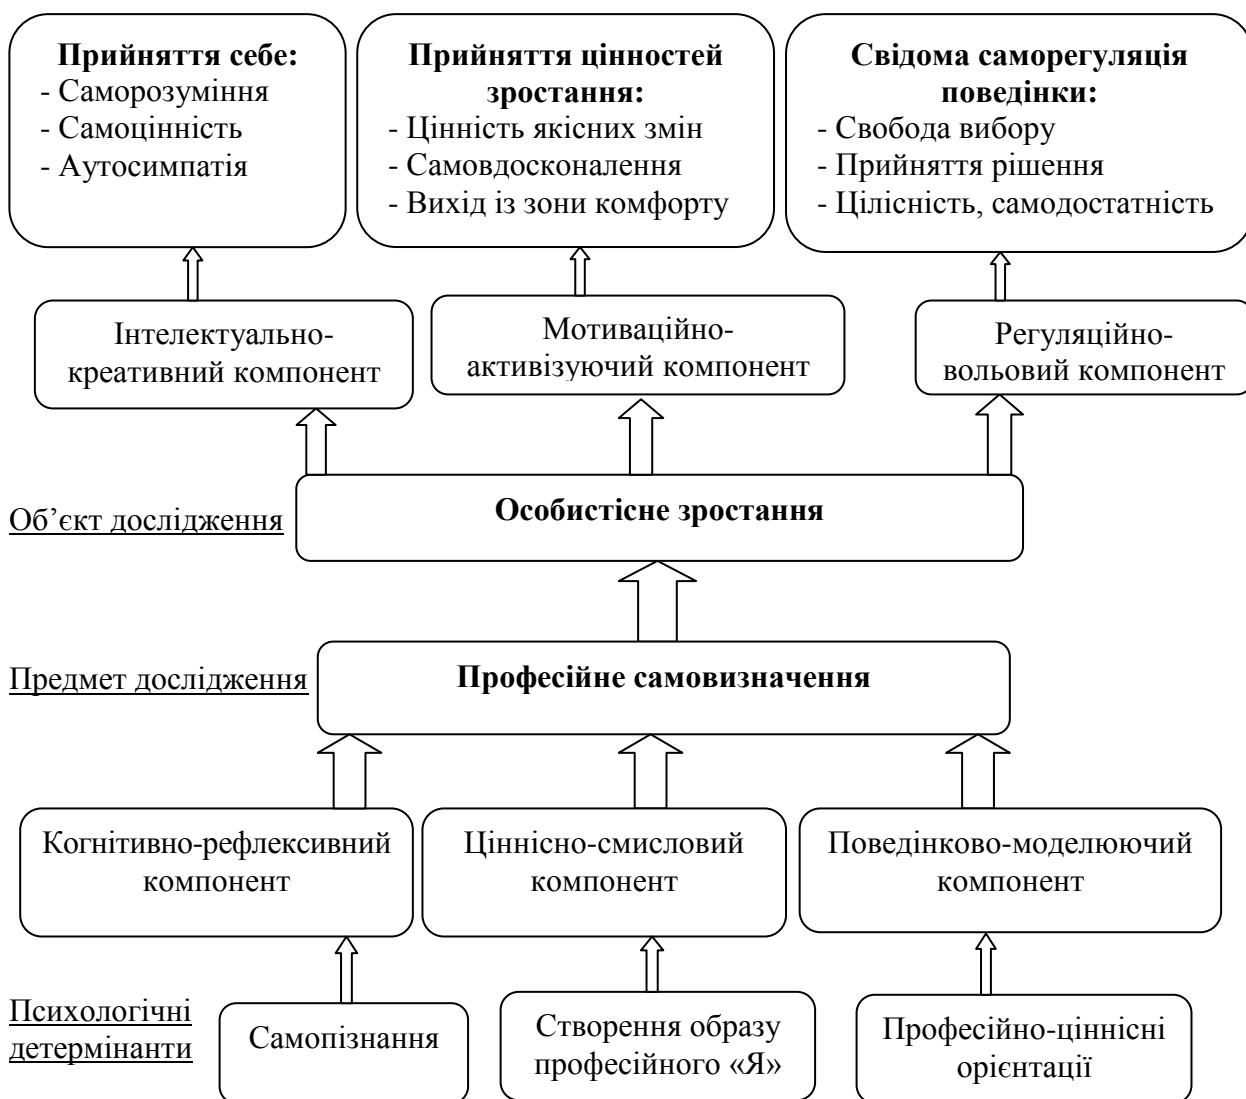 Прийняття себе:
- Саморозуміння
- Самоцінність
- Аутосимпатія
Прийняття цінностей
зростання:
- Цінність якісних змін
- Самовдосконалення
- Вихід із зони комфорту
Свідома саморегуляція
поведінки:
- Свобода вибору
- Прийняття рішення
- Цілісність, самодостатність
Інтелектуально-
креативний компонент
Мотиваційно-
активізуючий компонент
Регуляційно-
вольовий компонент
Об’єкт дослідження
Особистісне зростання
Предмет дослідження
Професійне самовизначення
Когнітивно-рефлексивний
компонент
Ціннісно-смисловий
компонент
Поведінково-моделюючий
компонент
Психологічні
детермінанти
Самопізнання
Створення образу
професійного «Я»
Професійно-ціннісні
орієнтації